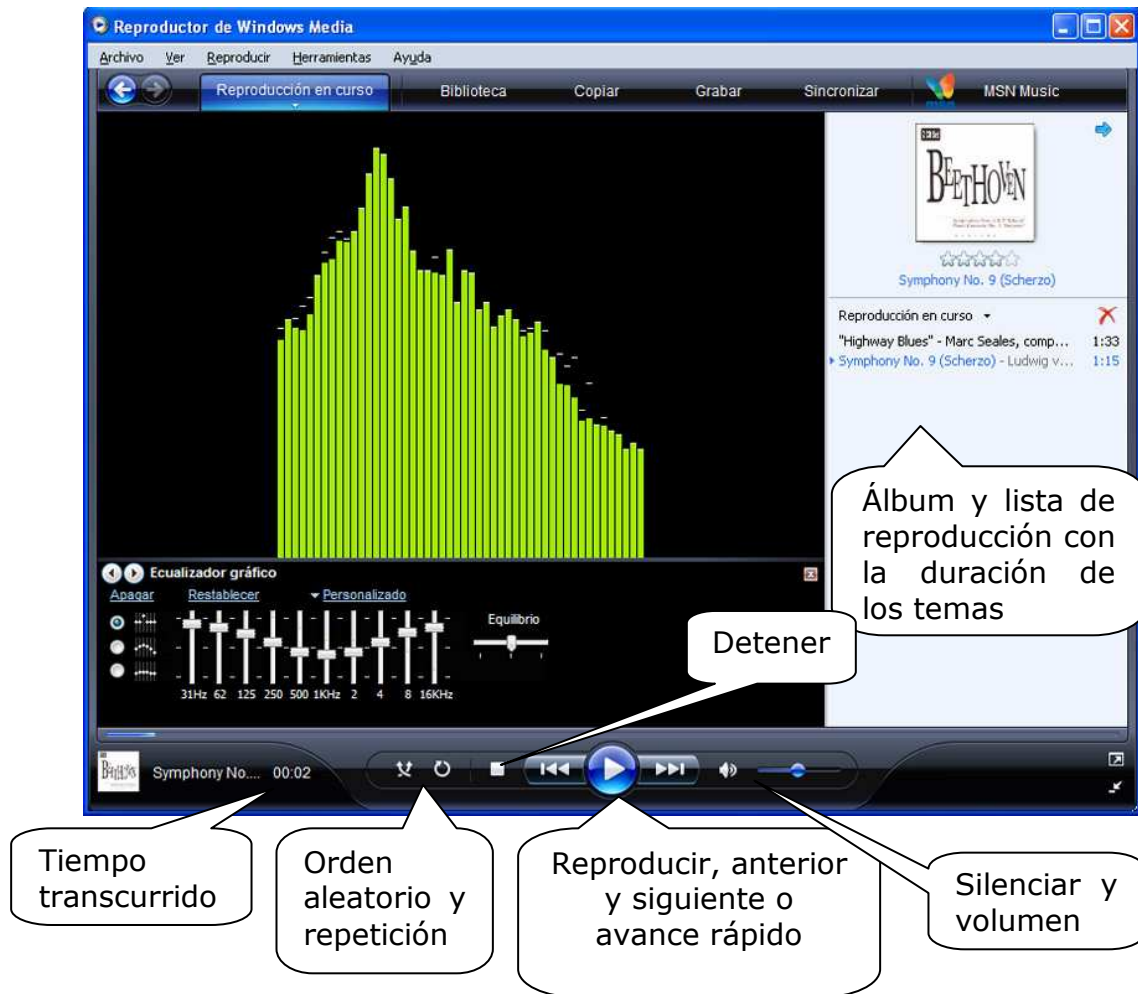 Reproductor de Windows Media
Archivo Ver Reproducir Herramientas Ayuda
Reproducción en curso Biblioteca Copiar Grabar Sincronizar MSN Music
BEETHOVEN
Symphony No. 9 (Scherzo)
Reproducción en curso
"Highway Blues" - Marc Seales, comp... 1:33
Symphony No. 9 (Scherzo) - Ludwig v... 1:15
Álbum y lista de
reproducción con
la duración de
los temas
Ecualizador gráfico
Apagar Restablecer Personalizado
Equilibrio
31Hz 62 125 250 500 1KHz 2 4 8 16KHz
Detener
Symphony No.... 00:02
Tiempo
transcurrido
Orden
aleatorio y
repetición
Reproducir, anterior
y siguiente o
avance rápido
Silenciar y
volumen